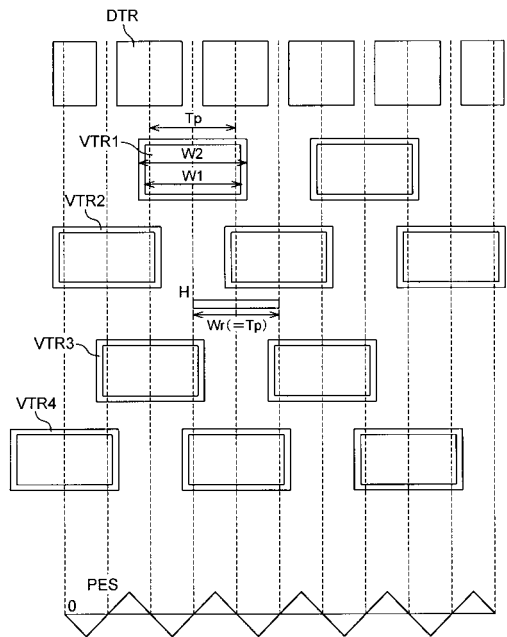 DTR
Tp
VTR1
W2
W1
VTR2
H
Wr(=Tp)
VTR3
VTR4
PES
0